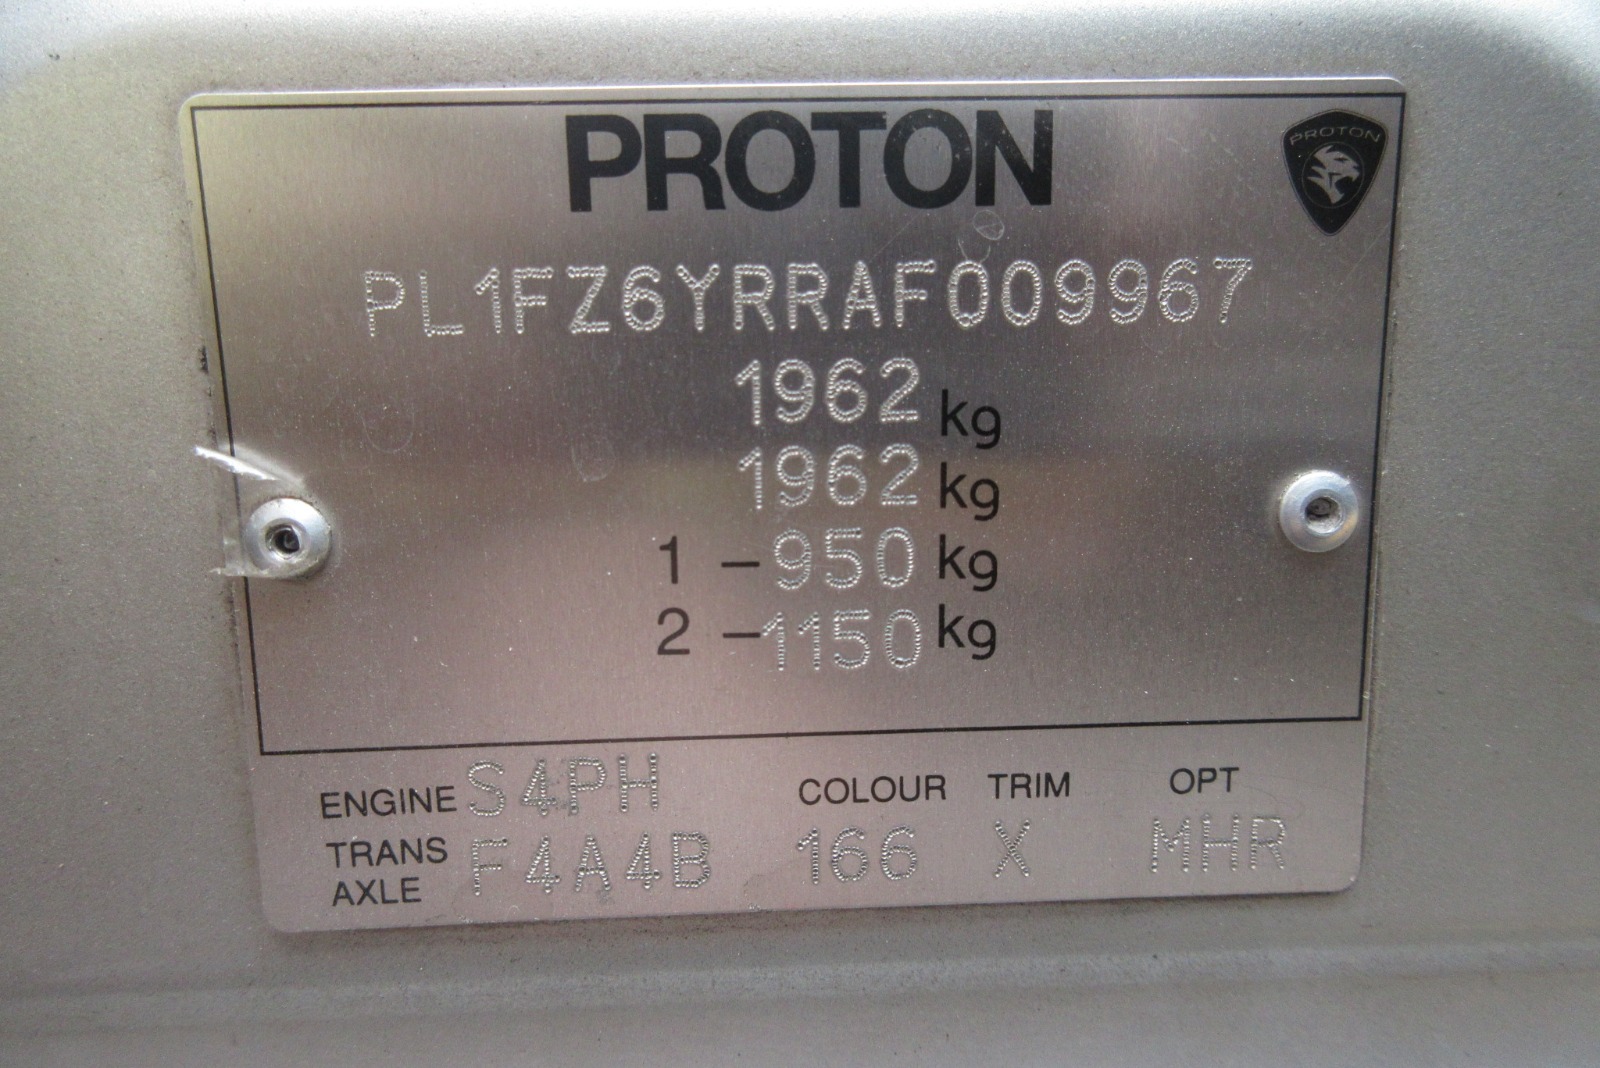 PROTON
PROTON
PL1FZ6YRRAF009967
1962 kg
1962 kg
1 - 950 kg
2 - 1150 kg
ENGINE S4PH COLOUR TRIM OPT
TRANS AXLE F4A4B 166 X MHR